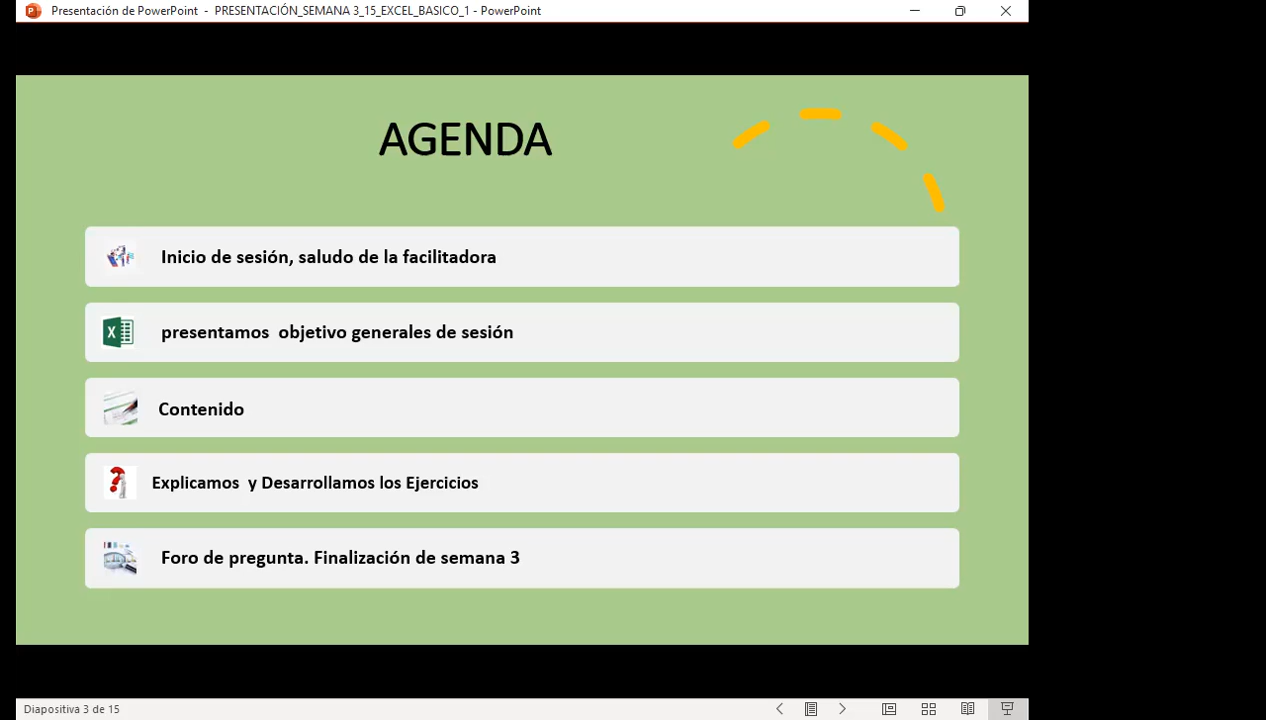 Presentación de PowerPoint - PRESENTACIÓN_SEMANA 3_15_EXCEL_BASICO_1 - PowerPoint
AGENDA
Inicio de sesión, saludo de la facilitadora
presentamos objetivo generales de sesión
Contenido
Explicamos y Desarrollamos los Ejercicios
Foro de pregunta. Finalización de semana 3
Diapositiva 3 de 15